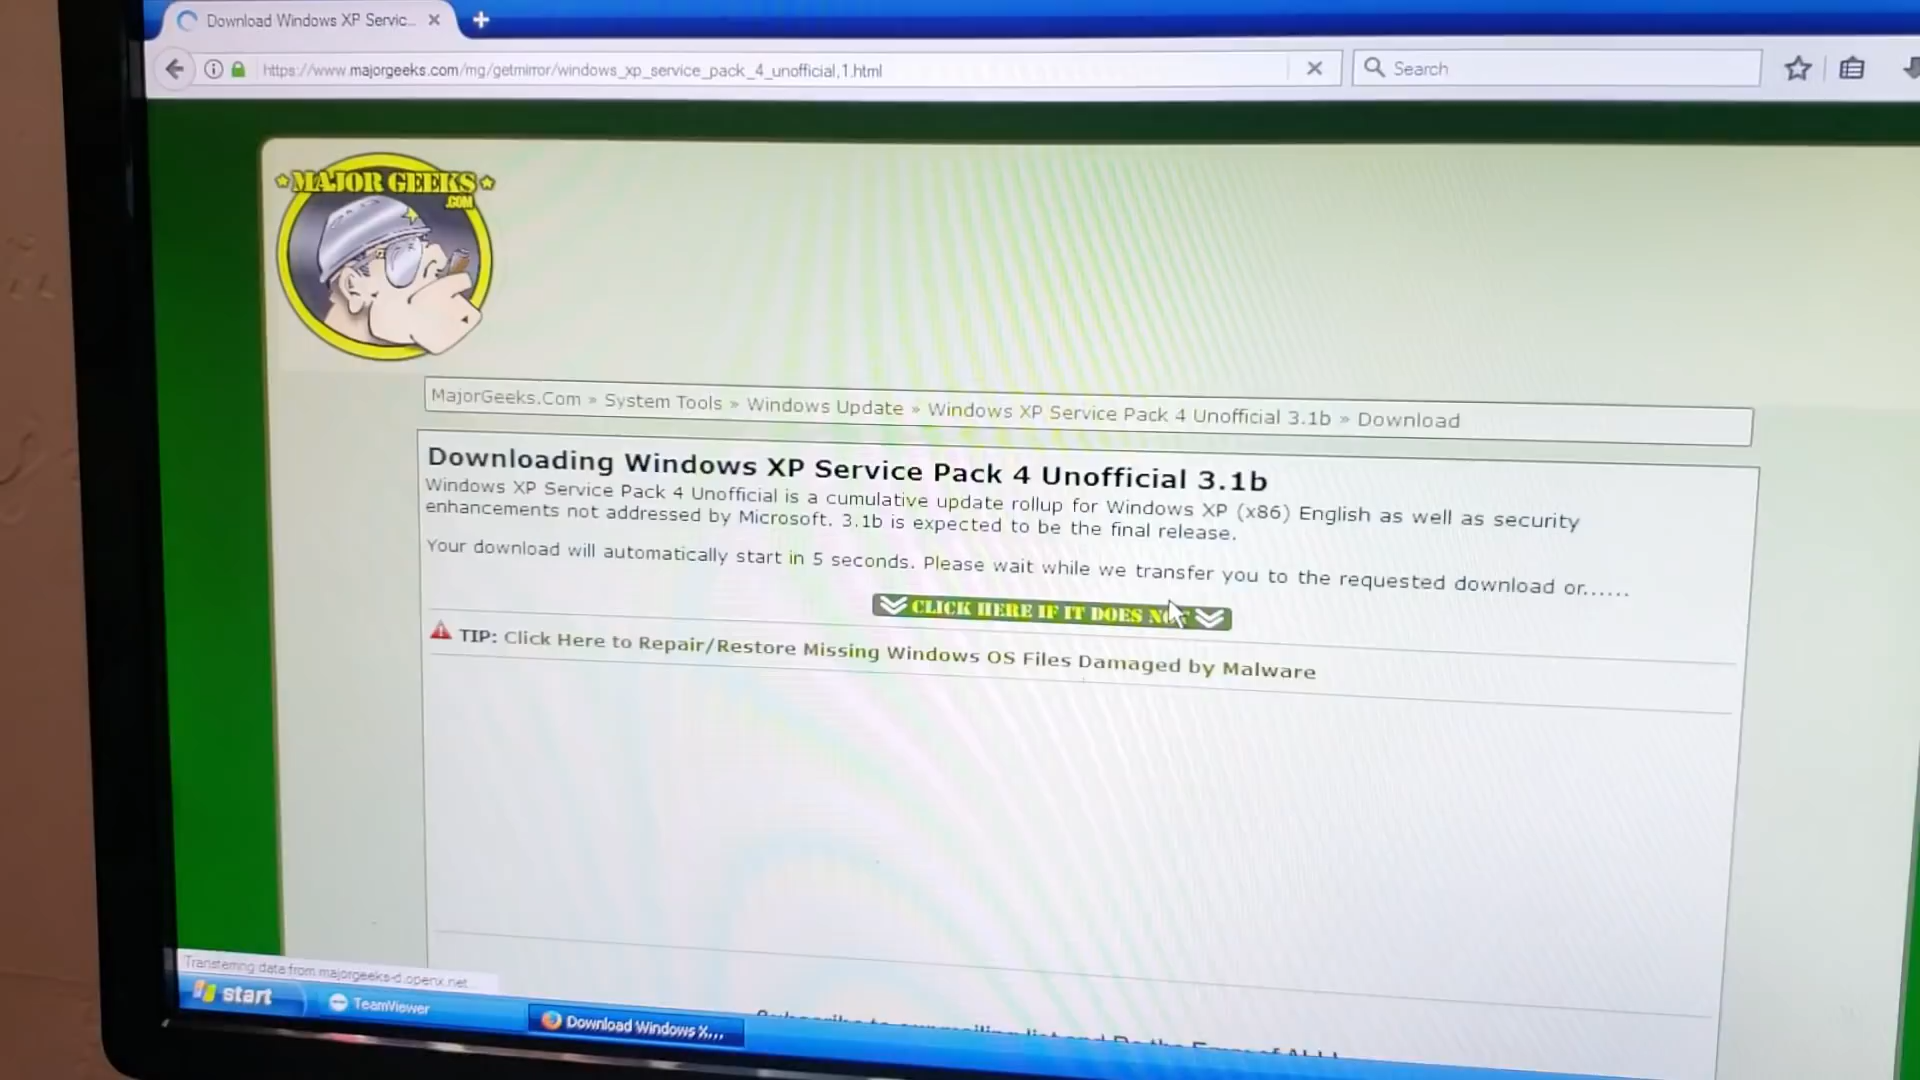 Download Windows XP Servic...
https://www.majorgeeks.com/mg/getmirror/windows_xp_service_pack_4_unofficial,1.html
Search
MAJOR GEEKS
.COM
MajorGeeks.Com » System Tools » Windows Update » Windows XP Service Pack 4 Unofficial 3.1b » Download
Downloading Windows XP Service Pack 4 Unofficial 3.1b
Windows XP Service Pack 4 Unofficial is a cumulative update rollup for Windows XP (x86) English as well as security
enhancements not addressed by Microsoft. 3.1b is expected to be the final release.
Your download will automatically start in 5 seconds. Please wait while we transfer you to the requested download or......
CLICK HERE IF IT DOES NOT
TIP: Click Here to Repair/Restore Missing Windows OS Files Damaged by Malware
Transferring data from majorgeeks-d.openx.net...
start
TeamViewer
Download Windows X...